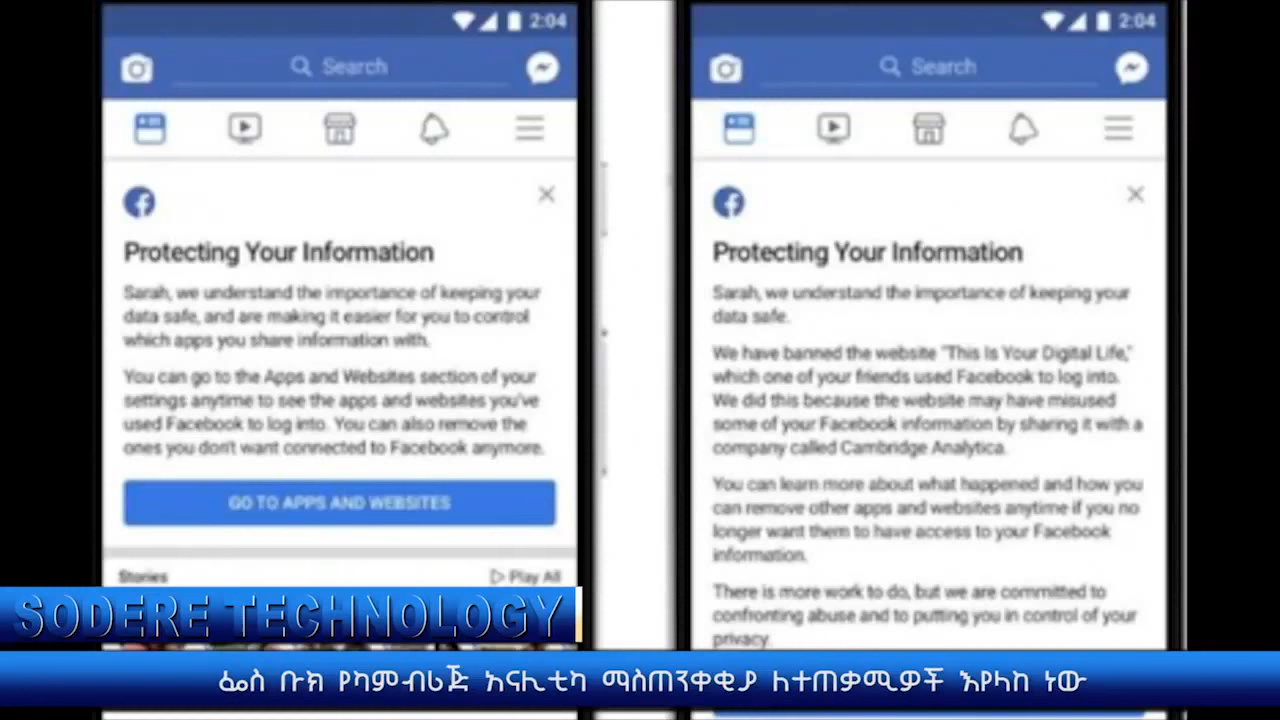 2:04
Search
Protecting Your Information
Sarah, we understand the importance of keeping your
data safe, and are making it easier for you to control
which apps you share information with.
You can go to the Apps and Websites section of your
settings anytime to see the apps and websites you've
used Facebook to log into. You can also remove the
ones you don't want connected to Facebook anymore.
GO TO APPS AND WEBSITES
Stories
Play All
2:04
Search
Protecting Your Information
Sarah, we understand the importance of keeping your
data safe.
We have banned the website "This Is Your Digital Life,"
which one of your friends used Facebook to log into.
We did this because the website may have misused
some of your Facebook information by sharing it with a
company called Cambridge Analytica.
You can learn more about what happened and how you
can remove other apps and websites anytime if you no
longer want them to have access to your Facebook
information.
There is more work to do, but we are committed to
confronting abuse and to putting you in control of your
privacy.
SODERE TECHNOLOGY
ፌስ ቡክ የካምብሪጅ አናሊቲካ ማስጠንቀቂያ ለተጠቃሚዎች እየላከ ነው